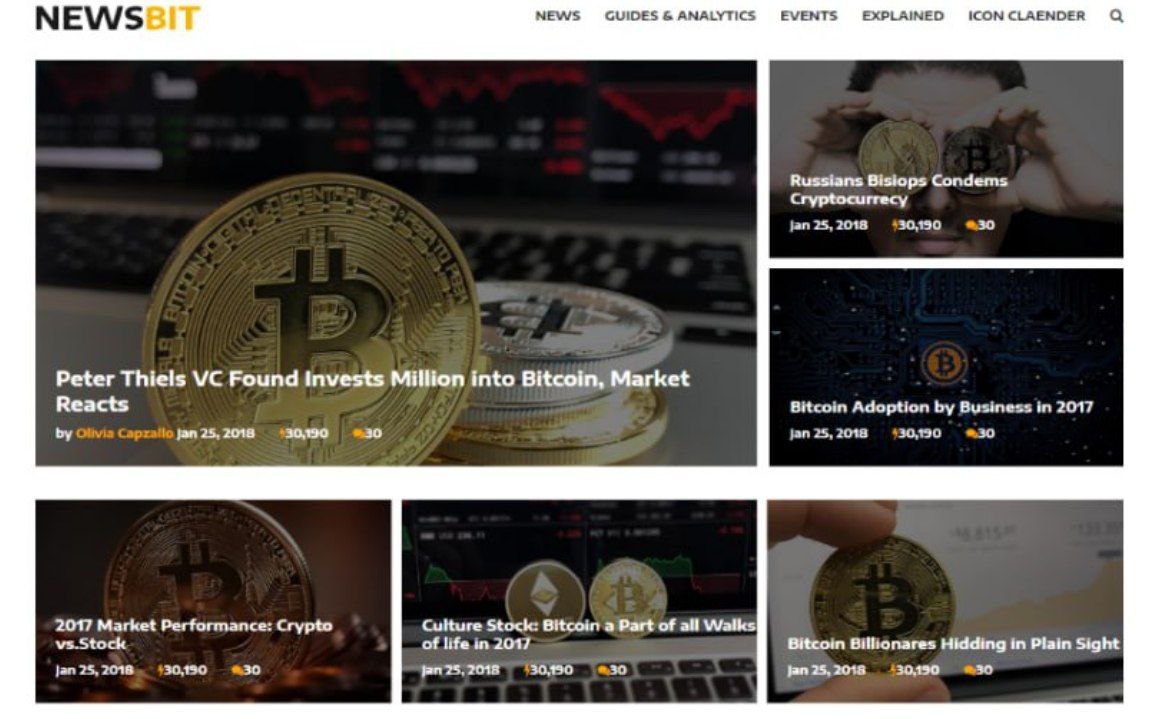 NEWSBIT
NEWS GUIDES & ANALYTICS EVENTS EXPLAINED ICON CLAENDER
Peter Thiels VC Found Invests Million into Bitcoin, Market
Reacts
by Olivia Capzallo Jan 25, 2018 30,190 30
Russians Bisiops Condems
Cryptocurrecy
Jan 25, 2018 30,190 30
Bitcoin Adoption by Business in 2017
Jan 25, 2018 30,190 30
2017 Market Performance: Crypto
vs.Stock
Jan 25, 2018 30,190 30
Culture Stock: Bitcoin a Part of all Walks
of life in 2017
Jan 25, 2018 30,190 30
Bitcoin Billionares Hidding in Plain Sight
Jan 25, 2018 30,190 30